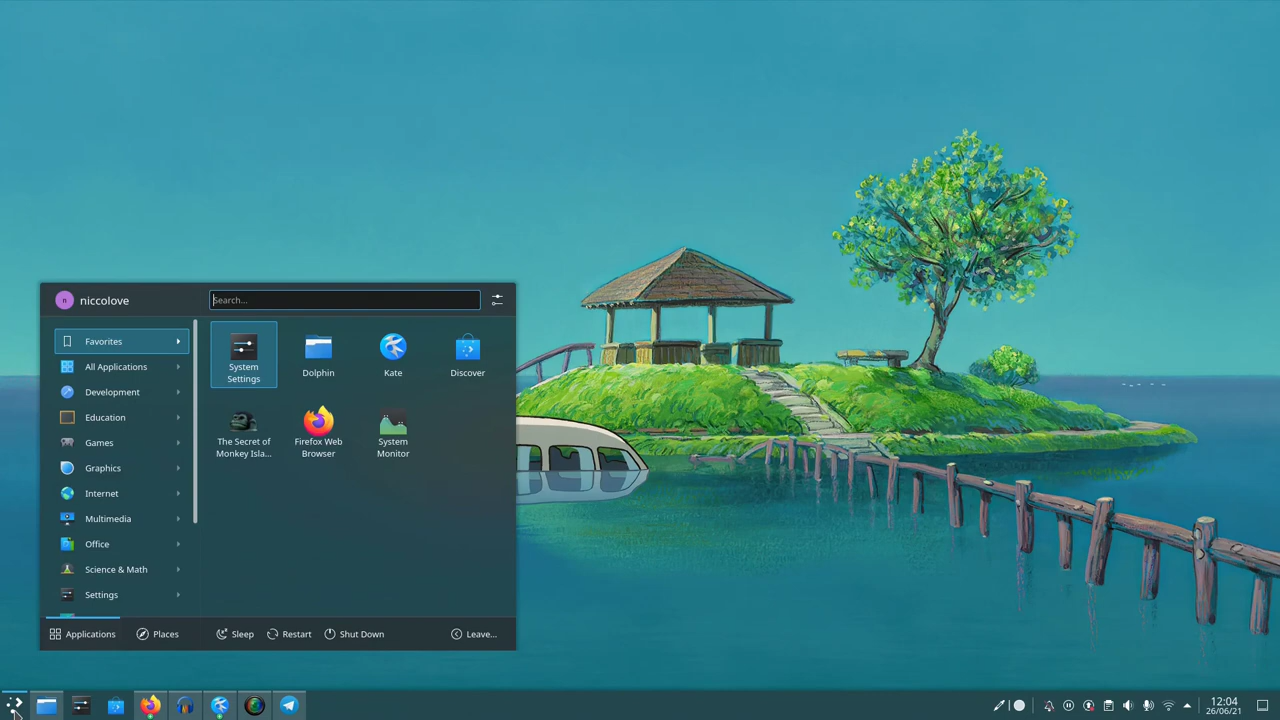 niccolove
Search...
Favorites
All Applications
Development
Education
Games
Graphics
Internet
Multimedia
Office
Science & Math
Settings
System
Settings
Dolphin
Kate
Discover
The Secret of
Monkey Isla...
Firefox Web
Browser
System
Monitor
Applications
Places
Sleep
Restart
Shut Down
Leave...
12:04
26/06/21